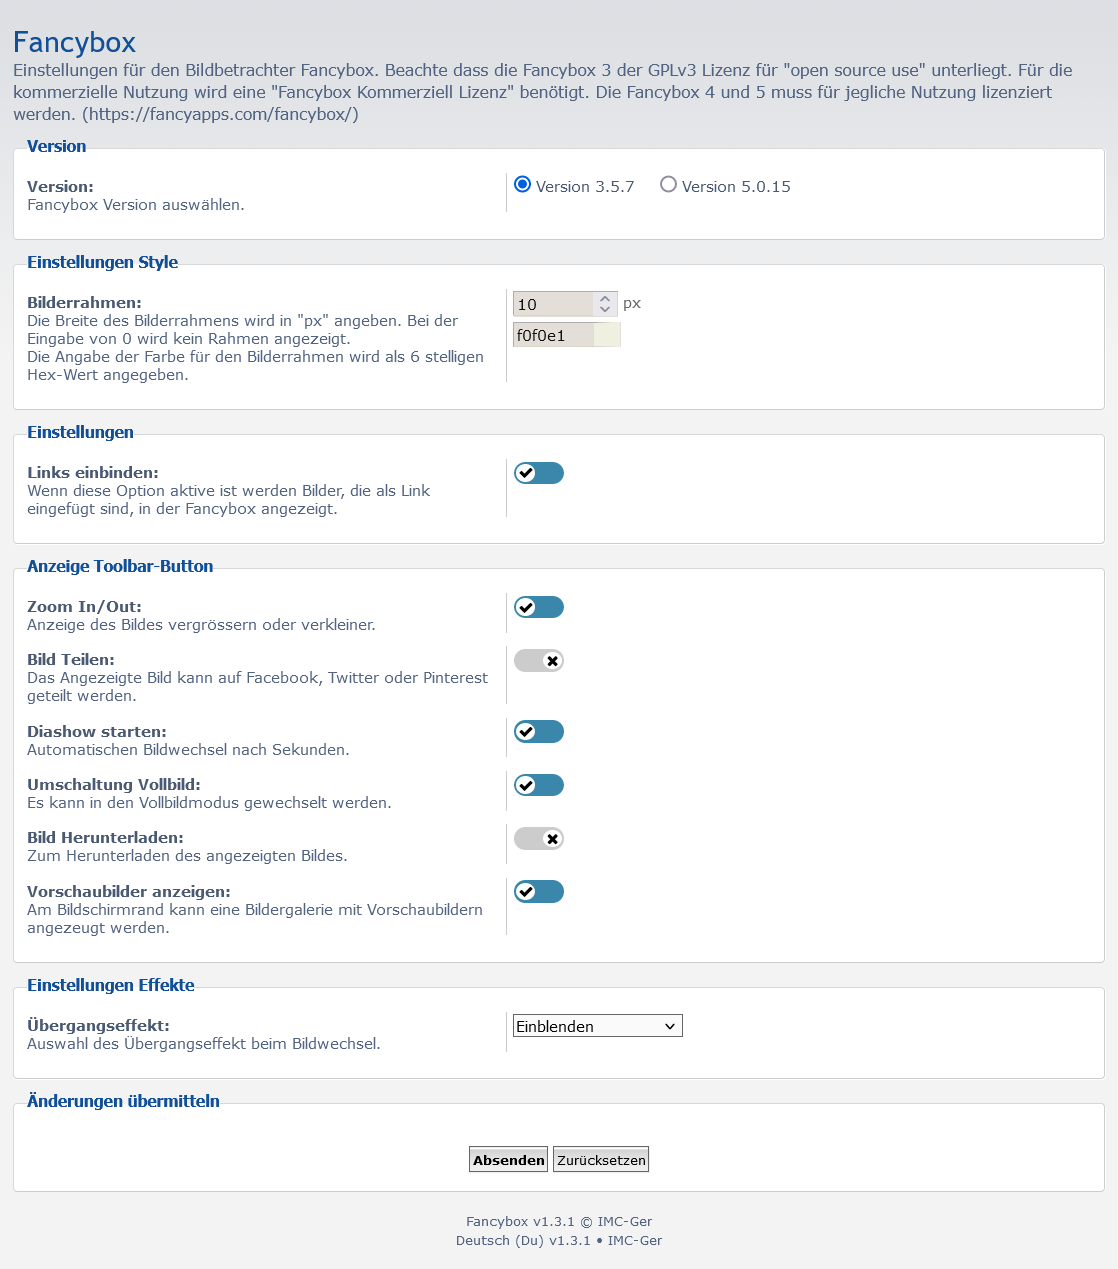 Fancybox
Einstellungen für den Bildbetrachter Fancybox. Beachte dass die Fancybox 3 der GPLv3 Lizenz für "open source use" unterliegt. Für die
kommerzielle Nutzung wird eine "Fancybox Kommerziell Lizenz" benötigt. Die Fancybox 4 und 5 muss für jegliche Nutzung lizenziert
werden. (https://fancyapps.com/fancybox/)
Version
Version:
Version 3.5.7 Version 5.0.15
Fancybox Version auswählen.
Einstellungen Style
Bilderrahmen:
10 px
Die Breite des Bilderrahmens wird in "px" angeben. Bei der
Eingabe von 0 wird kein Rahmen angezeigt.
f0f0e1
Die Angabe der Farbe für den Bilderrahmen wird als 6 stelligen
Hex-Wert angegeben.
Einstellungen
Links einbinden:
Wenn diese Option aktive ist werden Bilder, die als Link
eingefügt sind, in der Fancybox angezeigt.
Anzeige Toolbar-Button
Zoom In/Out:
Anzeige des Bildes vergrössern oder verkleiner.
Bild Teilen:
Das Angezeigte Bild kann auf Facebook, Twitter oder Pinterest
geteilt werden.
Diashow starten:
Automatischen Bildwechsel nach Sekunden.
Umschaltung Vollbild:
Es kann in den Vollbildmodus gewechselt werden.
Bild Herunterladen:
Zum Herunterladen des angezeigten Bildes.
Vorschaubilder anzeigen:
Am Bildschirmrand kann eine Bildergalerie mit Vorschaubildern
angezeugt werden.
Einstellungen Effekte
Übergangseffekt:
Einblenden
Auswahl des Übergangseffekt beim Bildwechsel.
Änderungen übermitteln
Absenden Zurücksetzen
Fancybox v1.3.1 © IMC-Ger
Deutsch (Du) v1.3.1 • IMC-Ger